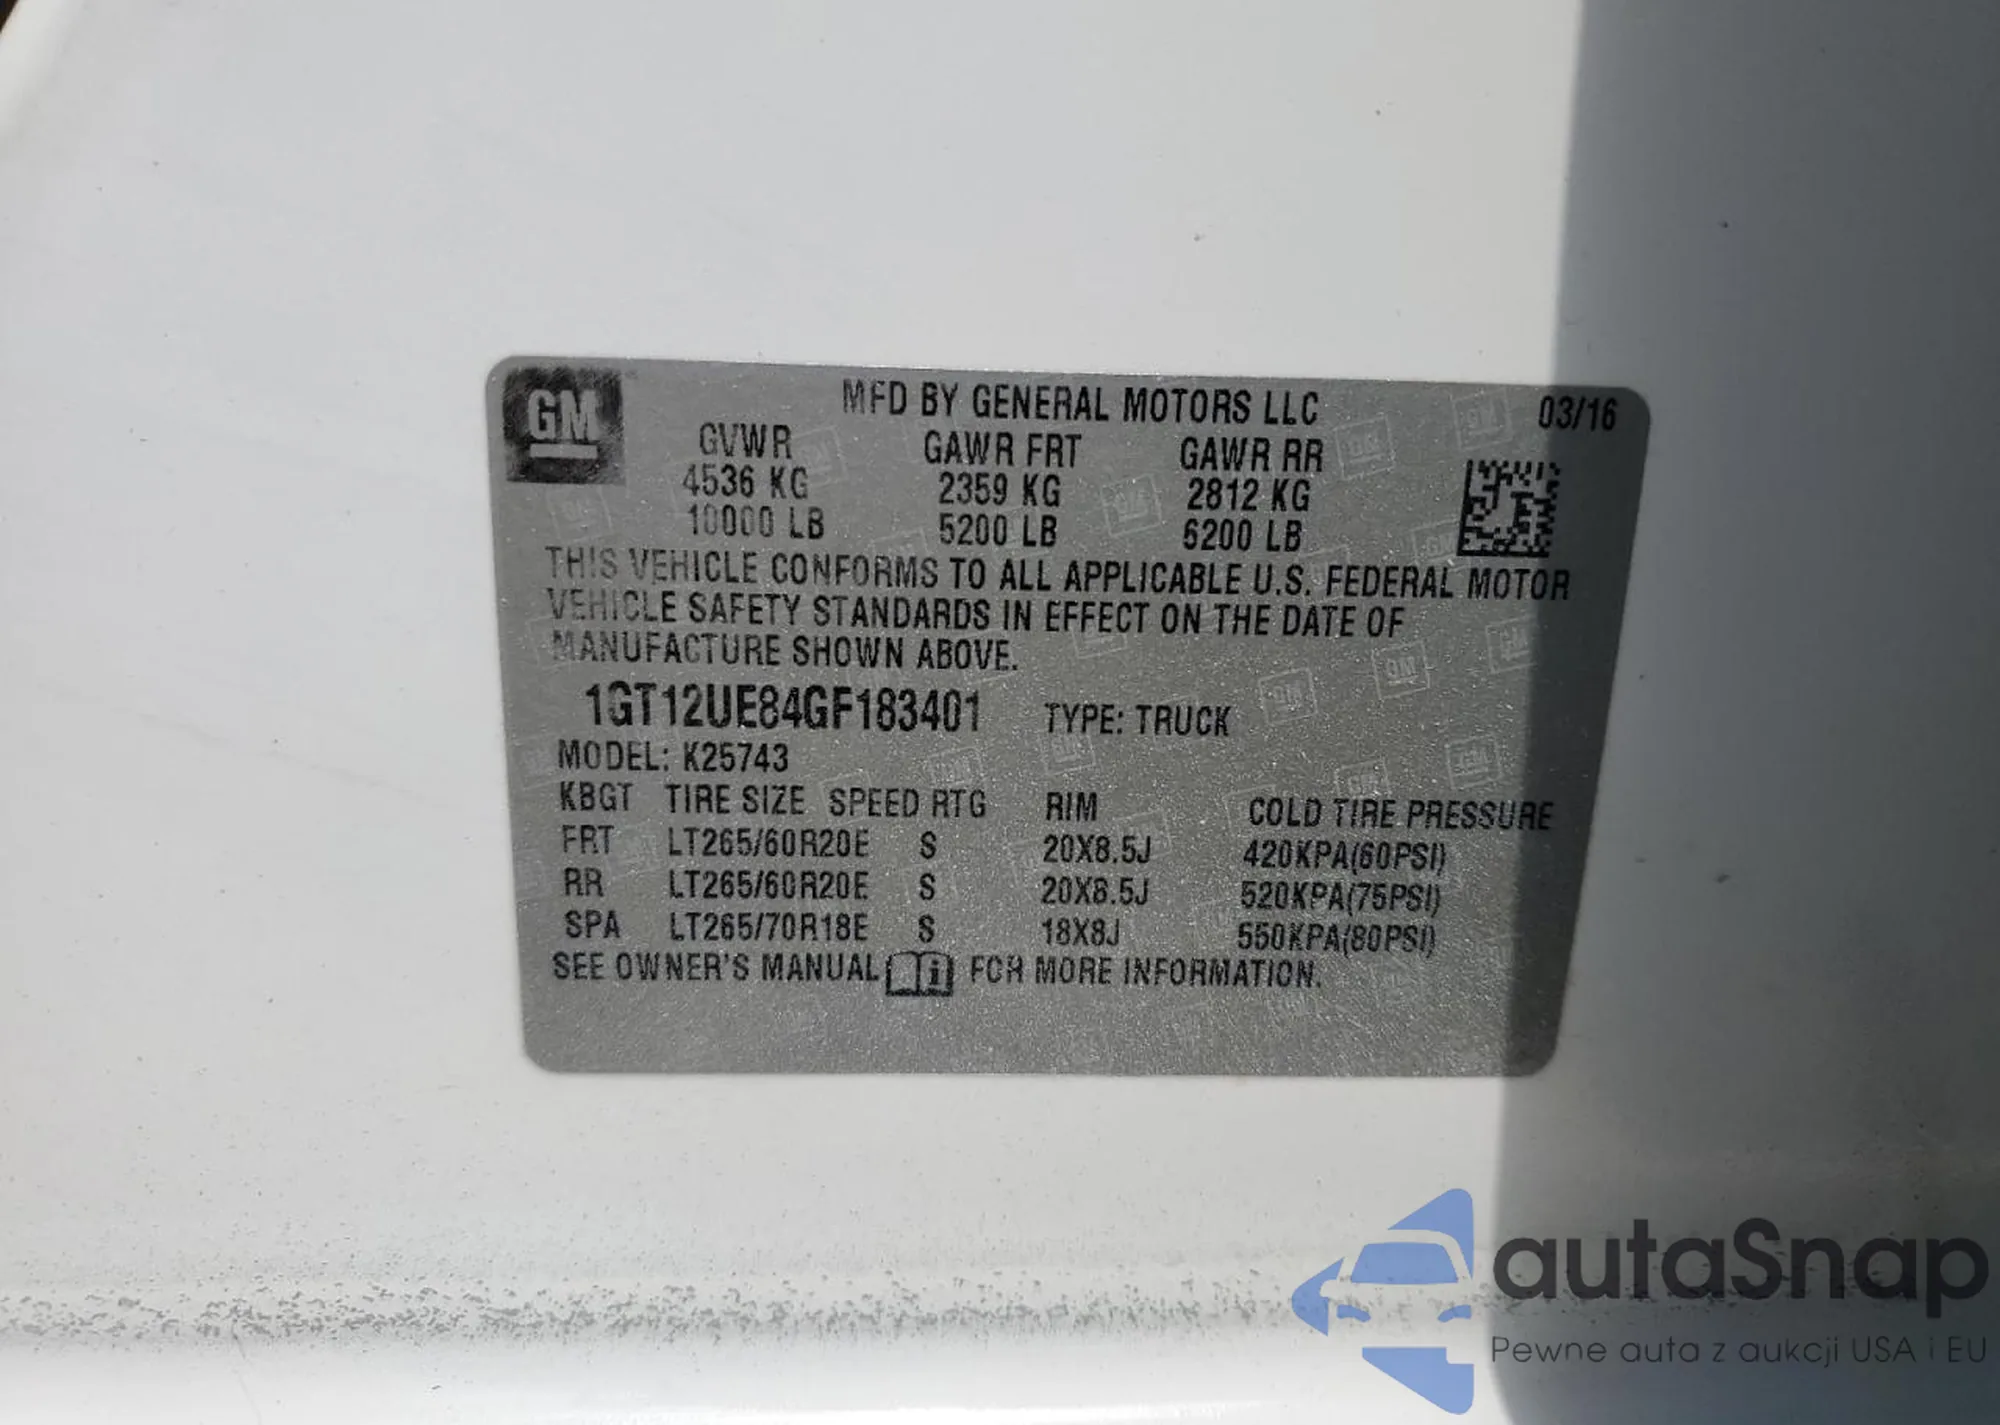 GM
MFD BY GENERAL MOTORS LLC 03/16
GVWR GAWR FRT GAWR RR
4536 KG 2359 KG 2812 KG
10000 LB 5200 LB 6200 LB
THIS VEHICLE CONFORMS TO ALL APPLICABLE U.S. FEDERAL MOTOR
VEHICLE SAFETY STANDARDS IN EFFECT ON THE DATE OF
MANUFACTURE SHOWN ABOVE.
1GT12UE84GF183401 TYPE: TRUCK
MODEL: K25743
KBGT TIRE SIZE SPEED RTG RIM COLD TIRE PRESSURE
FRT LT265/60R20E S 20X8.5J 420KPA(60PSI)
RR LT265/60R20E S 20X8.5J 520KPA(75PSI)
SPA LT265/70R18E S 18X8J 550KPA(80PSI)
SEE OWNER'S MANUAL FOR MORE INFORMATION.
autaSnap
Pewne auta z aukcji USA i EU